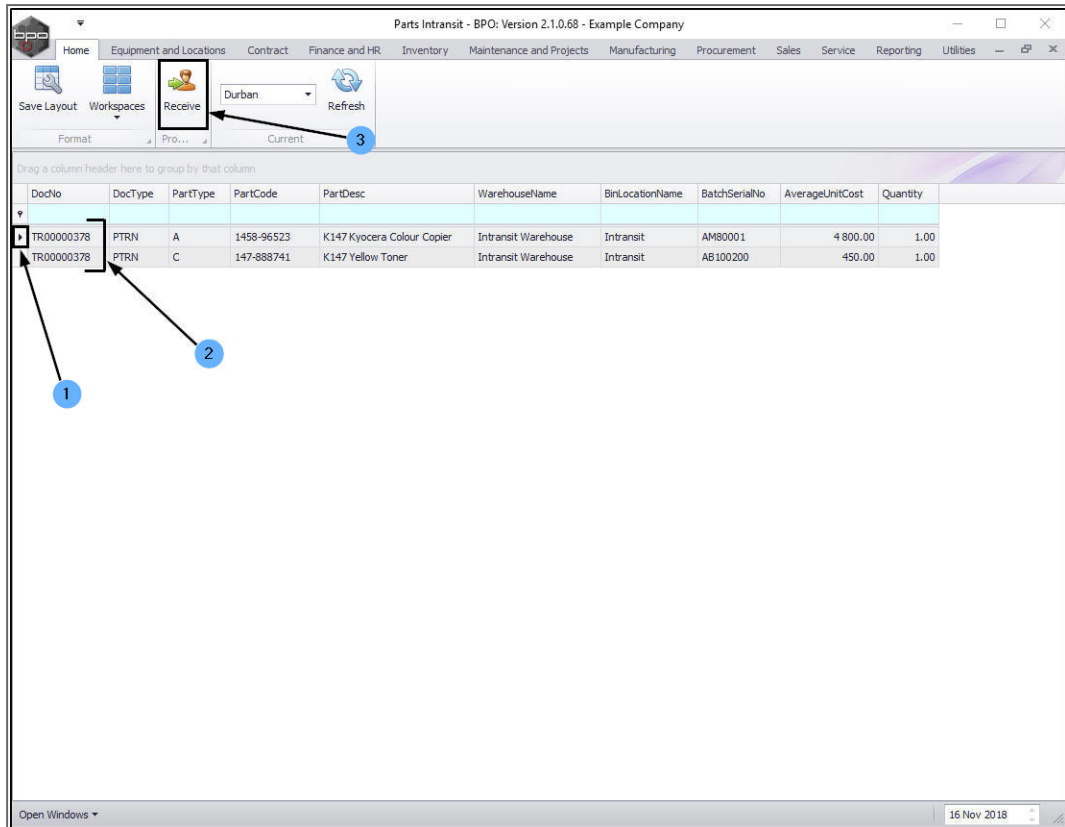 bpo
Parts Intransit - BPO: Version 2.1.0.68 - Example Company
Home Equipment and Locations Contract Finance and HR Inventory Maintenance and Projects Manufacturing Procurement Sales Service Reporting Utilities
Save Layout Workspaces Receive Durban Refresh
Format Pro... Current 3
Drag a column header here to group by that column
DocNo DocType PartType PartCode PartDesc WarehouseName BinLocationName BatchSerialNo AverageUnitCost Quantity
TR00000378 PTRN A 1458-96523 K147 Kyocera Colour Copier Intransit Warehouse Intransit AM80001 4 800.00 1.00
TR00000378 PTRN C 147-888741 K147 Yellow Toner Intransit Warehouse Intransit AB100200 450.00 1.00
2
1
Open Windows 16 Nov 2018